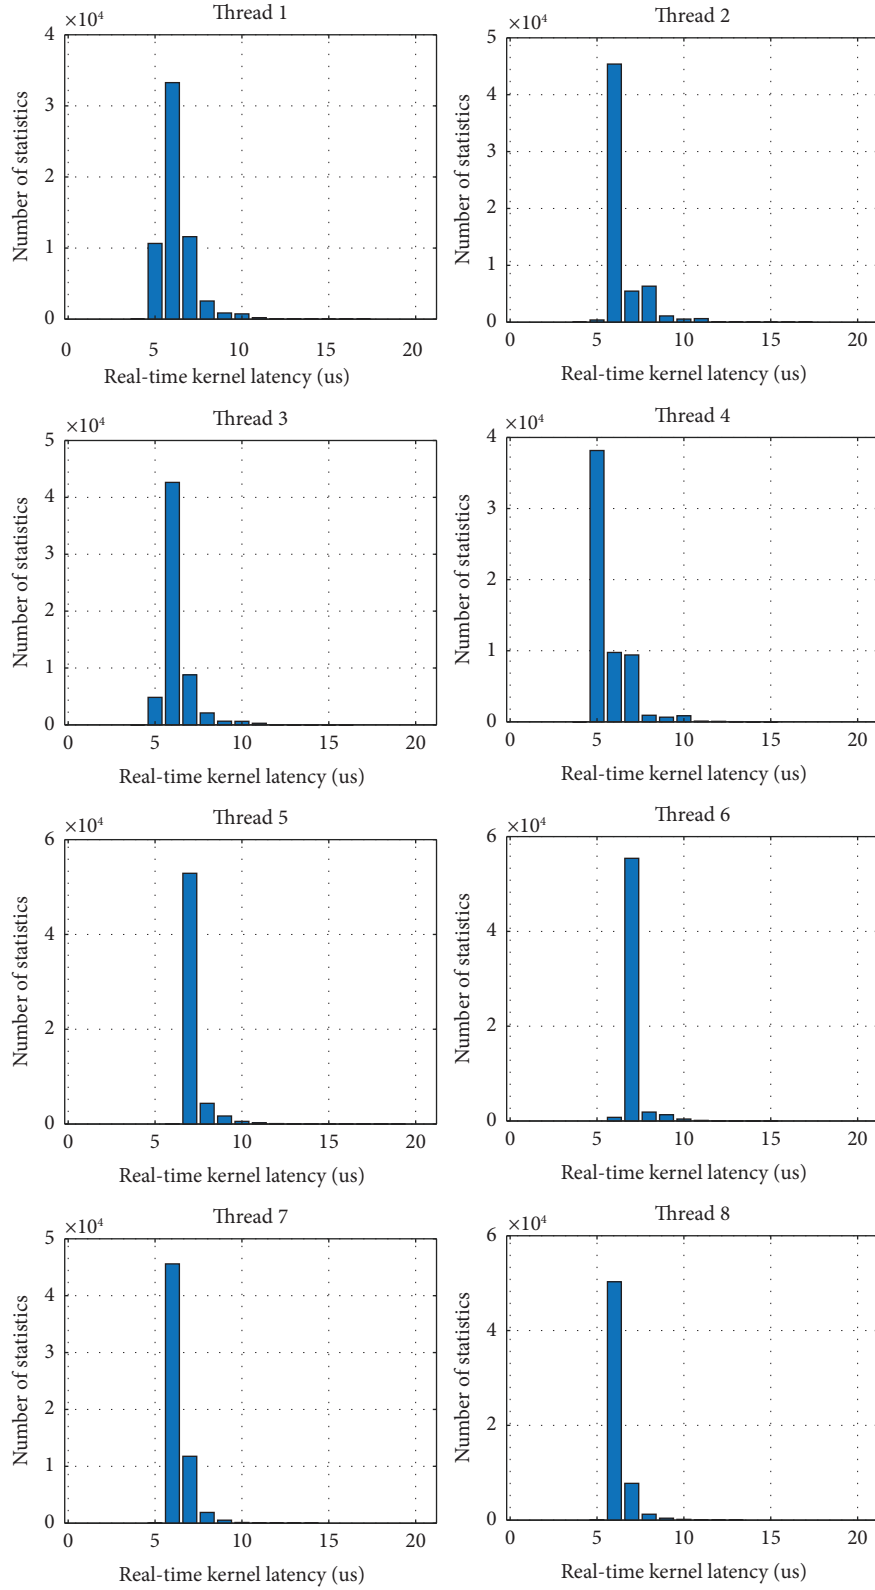 Thread 1
×10⁴
4
3
2
1
0
Number of statistics
0 5 10 15 20
Real-time kernel latency (us)
Thread 2
×10⁴
5
4
3
2
1
0
Number of statistics
0 5 10 15 20
Real-time kernel latency (us)
Thread 3
×10⁴
5
4
3
2
1
0
Number of statistics
0 5 10 15 20
Real-time kernel latency (us)
Thread 4
×10⁴
4
3
2
1
0
Number of statistics
0 5 10 15 20
Real-time kernel latency (us)
Thread 5
×10⁴
6
4
2
0
Number of statistics
0 5 10 15 20
Real-time kernel latency (us)
Thread 6
×10⁴
6
4
2
0
Number of statistics
0 5 10 15 20
Real-time kernel latency (us)
Thread 7
×10⁴
5
4
3
2
1
0
Number of statistics
0 5 10 15 20
Real-time kernel latency (us)
Thread 8
×10⁴
6
4
2
0
Number of statistics
0 5 10 15 20
Real-time kernel latency (us)